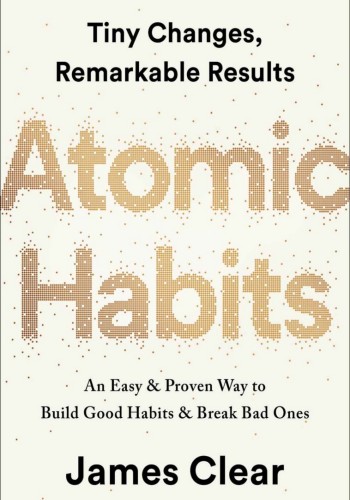 Tiny Changes,
Remarkable Results
Atomic
Habits
An Easy & Proven Way to
Build Good Habits & Break Bad Ones
James Clear